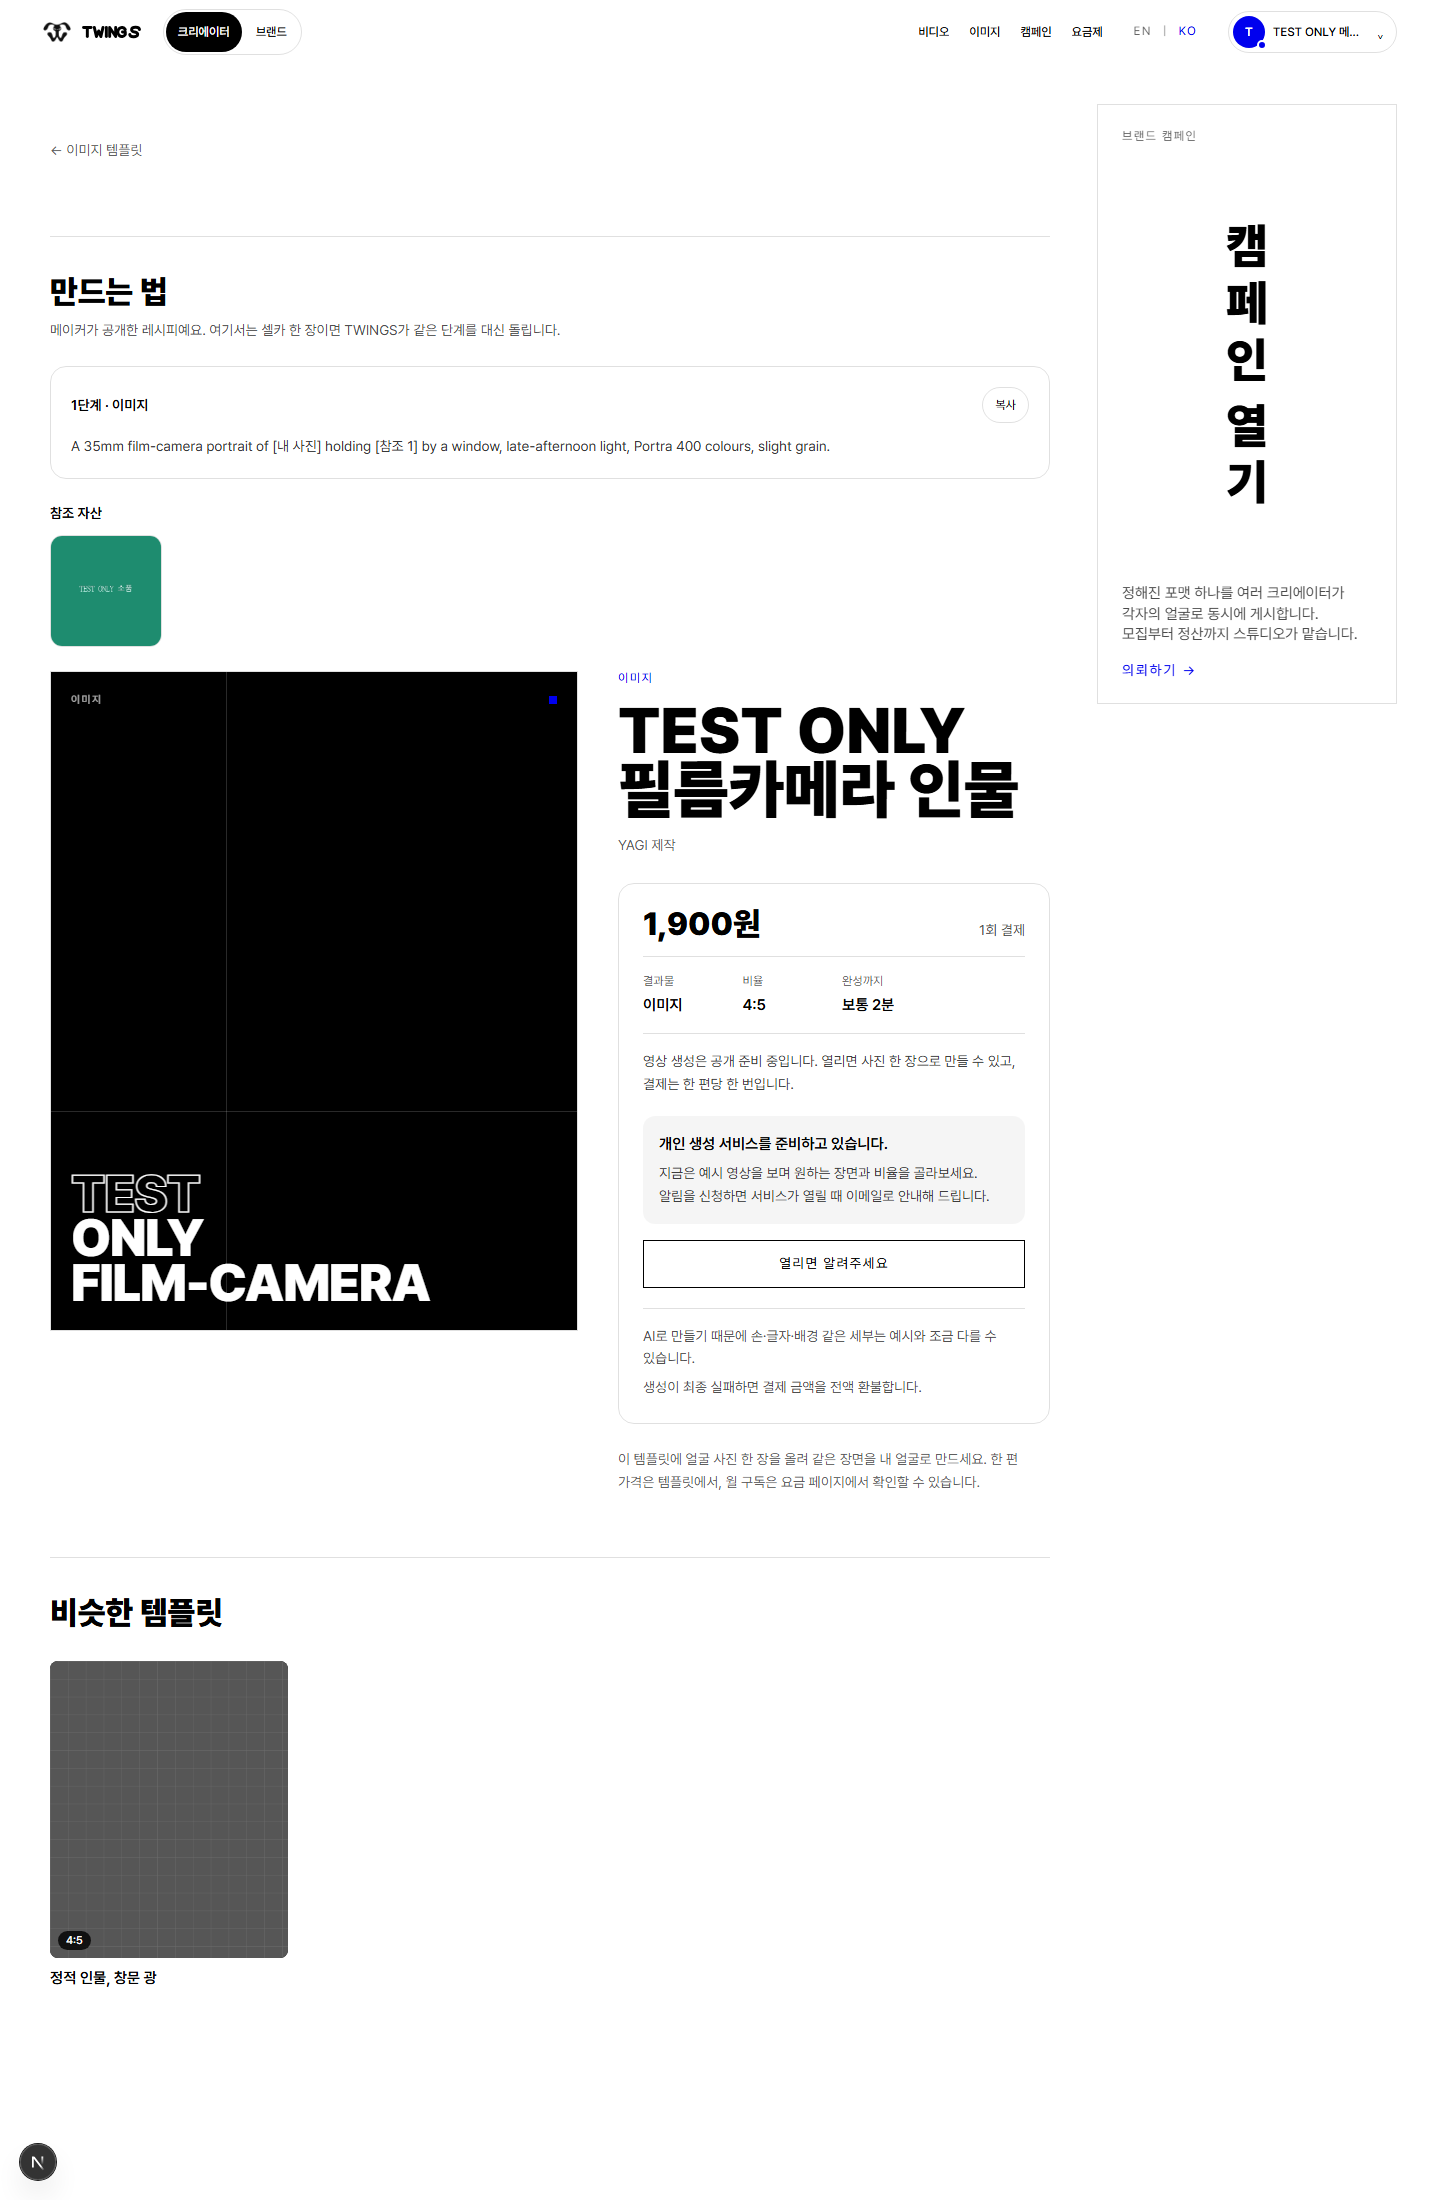 TWINGS
크리에이터
브랜드
비디오
이미지
캠페인
요금제
EN | KO
T
TEST ONLY 메...
← 이미지 템플릿
만드는 법
메이커가 공개한 레시피예요. 여기서는 셀카 한 장이면 TWINGS가 같은 단계를 대신 돌립니다.
1단계 · 이미지
복사
A 35mm film-camera portrait of [내 사진] holding [참조 1] by a window, late-afternoon light, Portra 400 colours, slight grain.
참조 자산
TEST ONLY 소품
이미지
TEST
ONLY
FILM-CAMERA
이미지
TEST ONLY
필름카메라 인물
YAGI 제작
1,900원
1회 결제
결과물
비율
완성까지
이미지
4:5
보통 2분
영상 생성은 공개 준비 중입니다. 열리면 사진 한 장으로 만들 수 있고,
결제는 한 편당 한 번입니다.
개인 생성 서비스를 준비하고 있습니다.
지금은 예시 영상을 보며 원하는 장면과 비율을 골라보세요.
알림을 신청하면 서비스가 열릴 때 이메일로 안내해 드립니다.
열리면 알려주세요
AI로 만들기 때문에 손·글자·배경 같은 세부는 예시와 조금 다를 수
있습니다.
생성이 최종 실패하면 결제 금액을 전액 환불합니다.
이 템플릿에 얼굴 사진 한 장을 올려 같은 장면을 내 얼굴로 만드세요. 한 편
가격은 템플릿에서, 월 구독은 요금 페이지에서 확인할 수 있습니다.
브랜드 캠페인
캠페인 열기
정해진 포맷 하나를 여러 크리에이터가
각자의 얼굴로 동시에 게시합니다.
모집부터 정산까지 스튜디오가 맡습니다.
의뢰하기 →
비슷한 템플릿
4:5
정적 인물, 창문 광
N